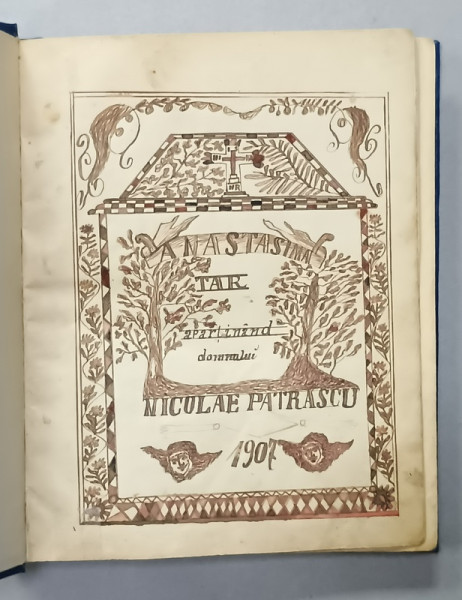 ANASTASIMA
TAR
aparținând
domnului
NICOLAE PATRASCU
1907